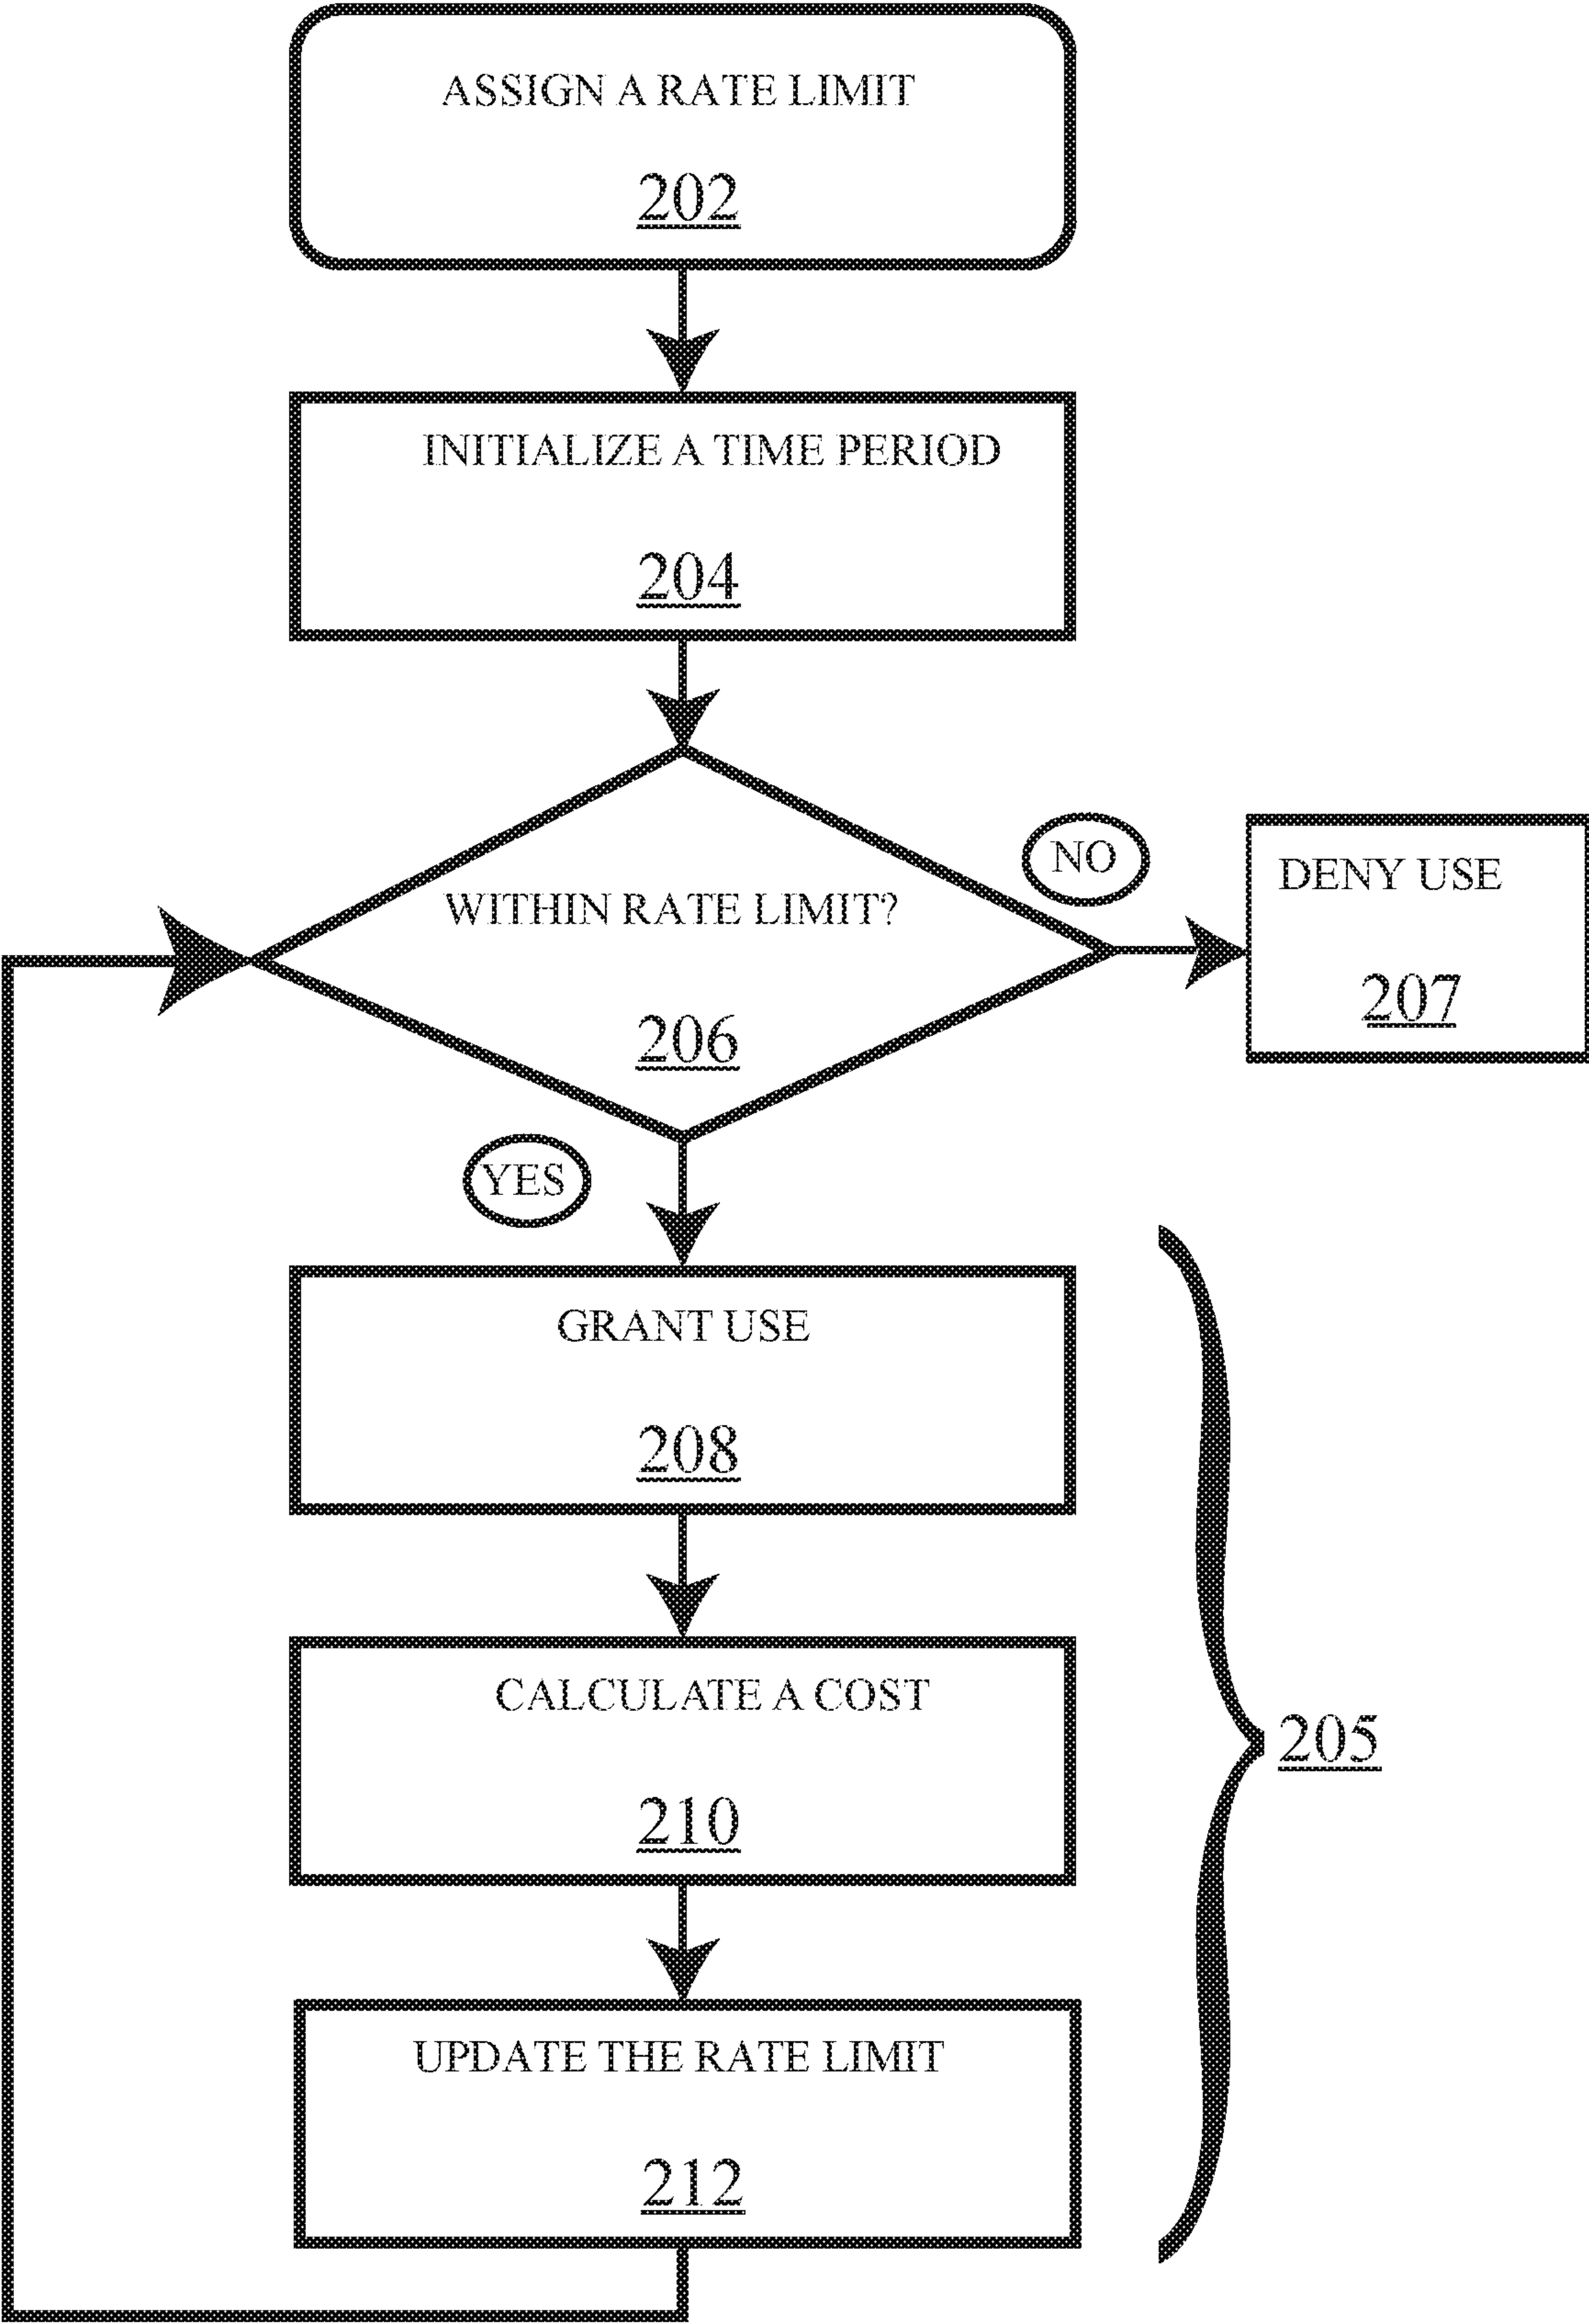 ASSIGN A RATE LIMIT
202
INITIALIZE A TIME PERIOD
204
WITHIN RATE LIMIT?
206
NO
DENY USE
207
YES
GRANT USE
208
CALCULATE A COST
210
205
UPDATE THE RATE LIMIT
212